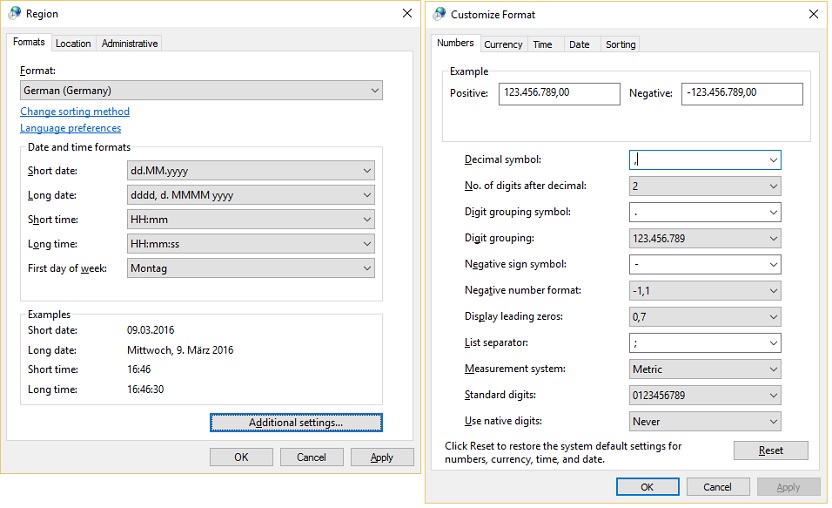 Region
Formats
Location
Administrative
Format:
German (Germany)
Change sorting method
Language preferences
Date and time formats
Short date:
dd.MM.yyyy
Long date:
dddd, d. MMMM yyyy
Short time:
HH:mm
Long time:
HH:mm:ss
First day of week:
Montag
Examples
Short date:
09.03.2016
Long date:
Mittwoch, 9. März 2016
Short time:
16:46
Long time:
16:46:30
Additional settings...
OK
Cancel
Apply
Customize Format
Numbers
Currency
Time
Date
Sorting
Example
Positive:
123.456.789,00
Negative:
-123.456.789,00
Decimal symbol:
,
No. of digits after decimal:
2
Digit grouping symbol:
.
Digit grouping:
123.456.789
Negative sign symbol:
-
Negative number format:
-1,1
Display leading zeros:
0,7
List separator:
;
Measurement system:
Metric
Standard digits:
0123456789
Use native digits:
Never
Click Reset to restore the system default settings for
numbers, currency, time, and date.
Reset
OK
Cancel
Apply